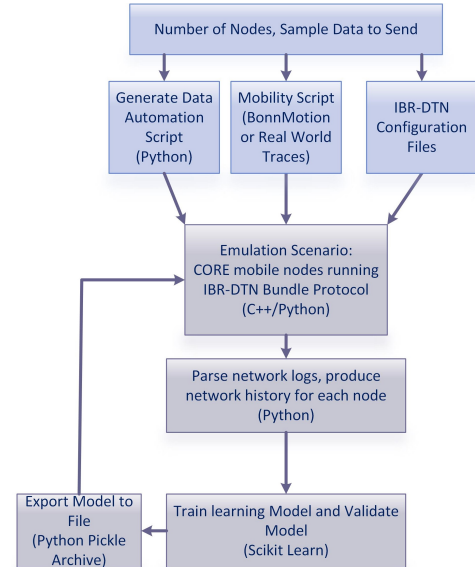 Number of Nodes, Sample Data to Send
Generate Data
Automation
Script
(Python)
Mobility Script
(BonnMotion
or Real World
Traces)
IBR-DTN
Configuration
Files
Emulation Scenario:
CORE mobile nodes running
IBR-DTN Bundle Protocol
(C++/Python)
Parse network logs, produce
network history for each node
(Python)
Export Model to
File
(Python Pickle
Archive)
Train learning Model and Validate
Model
(Scikit Learn)